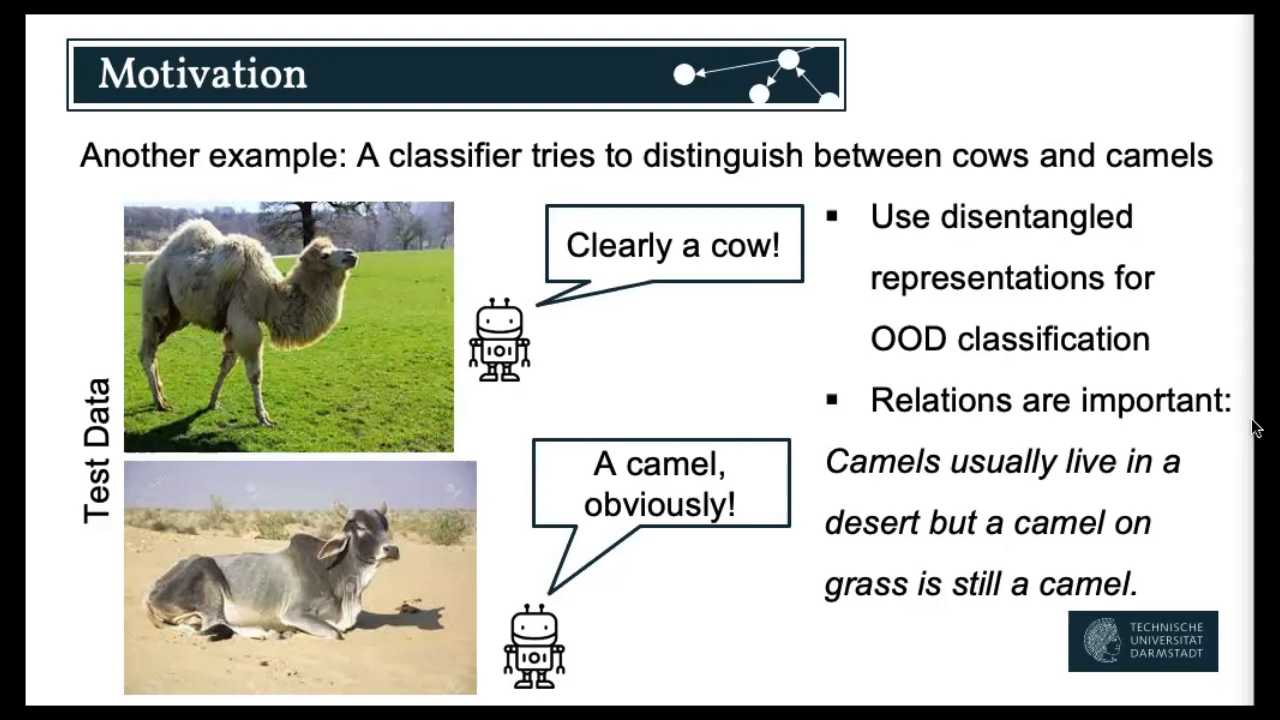 Motivation
Another example: A classifier tries to distinguish between cows and camels
Test Data
Clearly a cow!
A camel,
obviously!
▪ Use disentangled
representations for
OOD classification
▪ Relations are important:
Camels usually live in a
desert but a camel on
grass is still a camel.
TECHNISCHE
UNIVERSITÄT
DARMSTADT